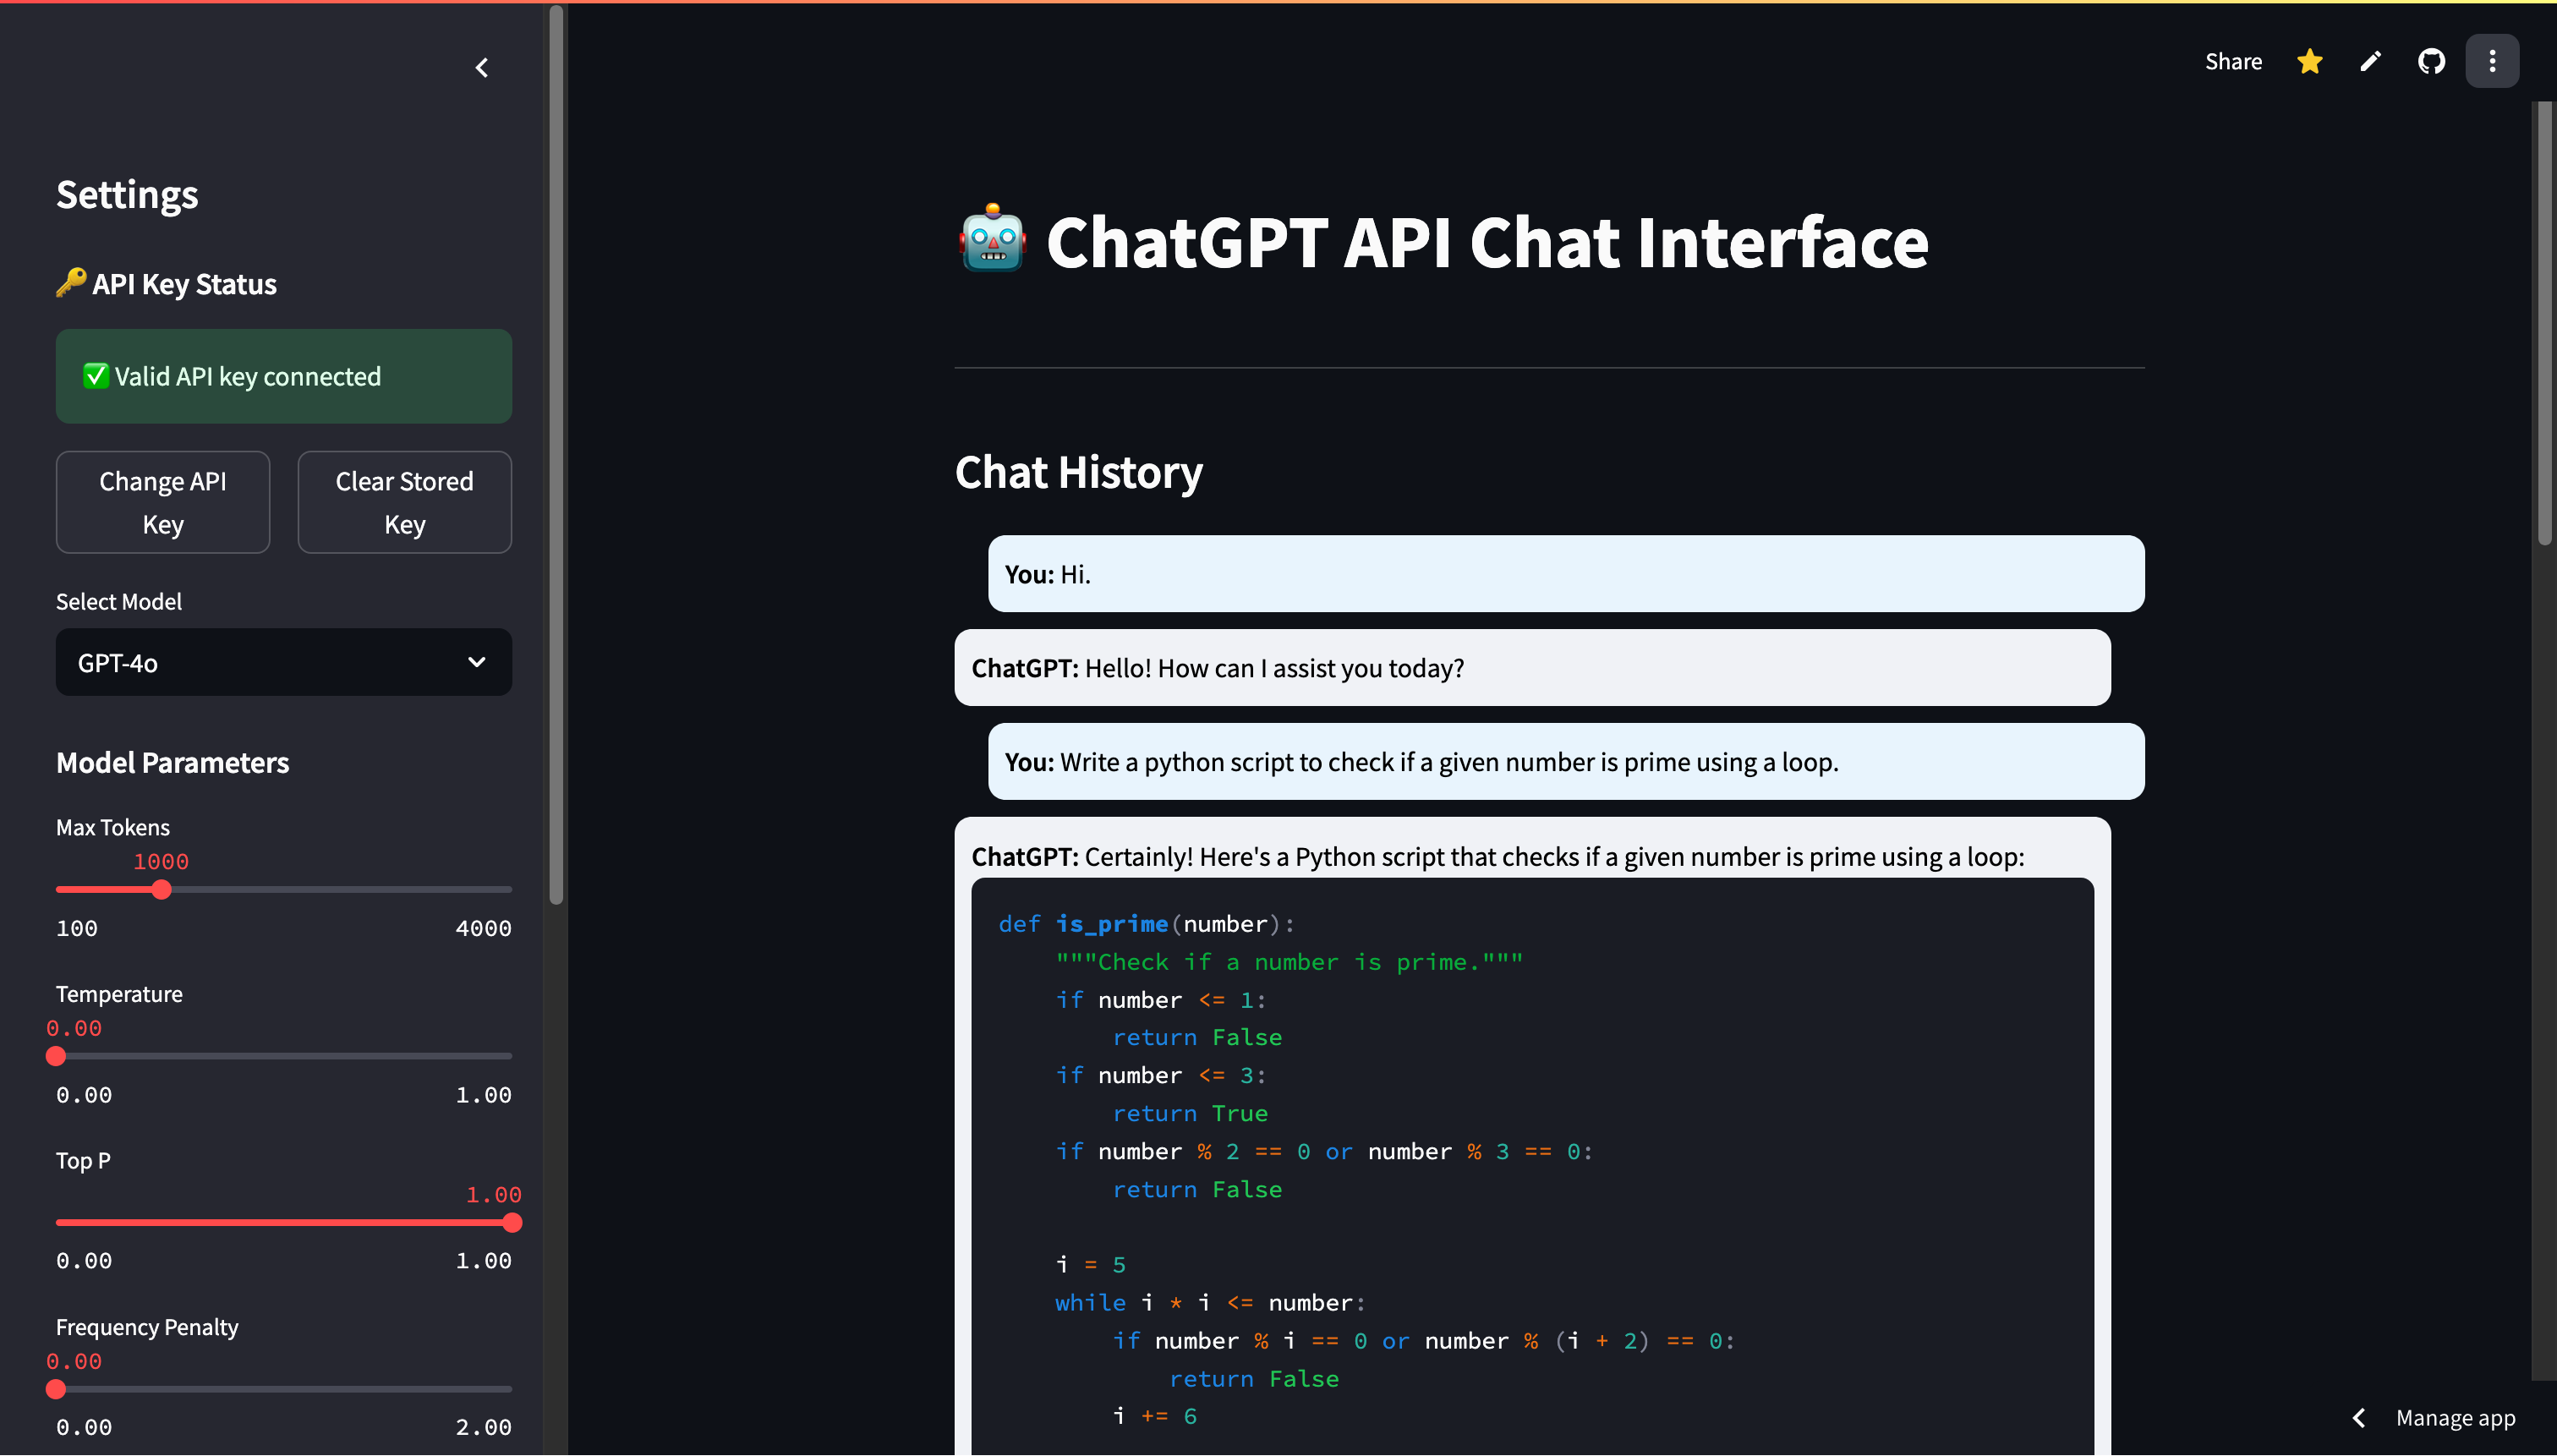 Share
Settings
API Key Status
Valid API key connected
Change API
Key
Clear Stored
Key
Select Model
GPT-4o
Model Parameters
Max Tokens
1000
100 4000
Temperature
0.00
0.00 1.00
Top P
1.00
0.00 1.00
Frequency Penalty
0.00
0.00 2.00
ChatGPT API Chat Interface
Chat History
You: Hi.
ChatGPT: Hello! How can I assist you today?
You: Write a python script to check if a given number is prime using a loop.
ChatGPT: Certainly! Here's a Python script that checks if a given number is prime using a loop:
def is_prime(number):
    """Check if a number is prime."""
    if number <= 1:
        return False
    if number <= 3:
        return True
    if number % 2 == 0 or number % 3 == 0:
        return False
    i = 5
    while i * i <= number:
        if number % i == 0 or number % (i + 2) == 0:
            return False
        i += 6
Manage app